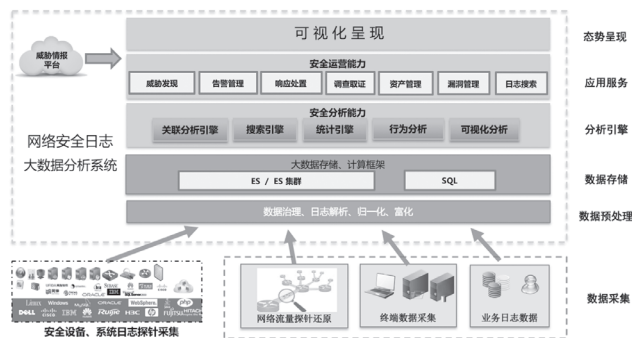 可视化呈现
态势呈现
威胁情报
平台
安全运营能力
威胁发现
告警管理
响应处置
调查取证
资产管理
漏洞管理
日志搜索
应用服务
安全分析能力
关联分析引擎
搜索引擎
统计引擎
行为分析
可视化分析
分析引擎
网络安全日志
大数据分析系统
大数据存储、计算框架
ES / ES 集群
SQL
数据存储
数据治理、日志解析、归一化、富化
数据预处理
ORACLE
IBM
Linux
Windows
MySQL
ORACLE
WebSphere
php
DELL
IBM
Ruijie
H3C
FUJITSU
HITACHI
安全设备、系统日志探针采集
网络流量探针还原
终端数据采集
业务日志数据
数据采集